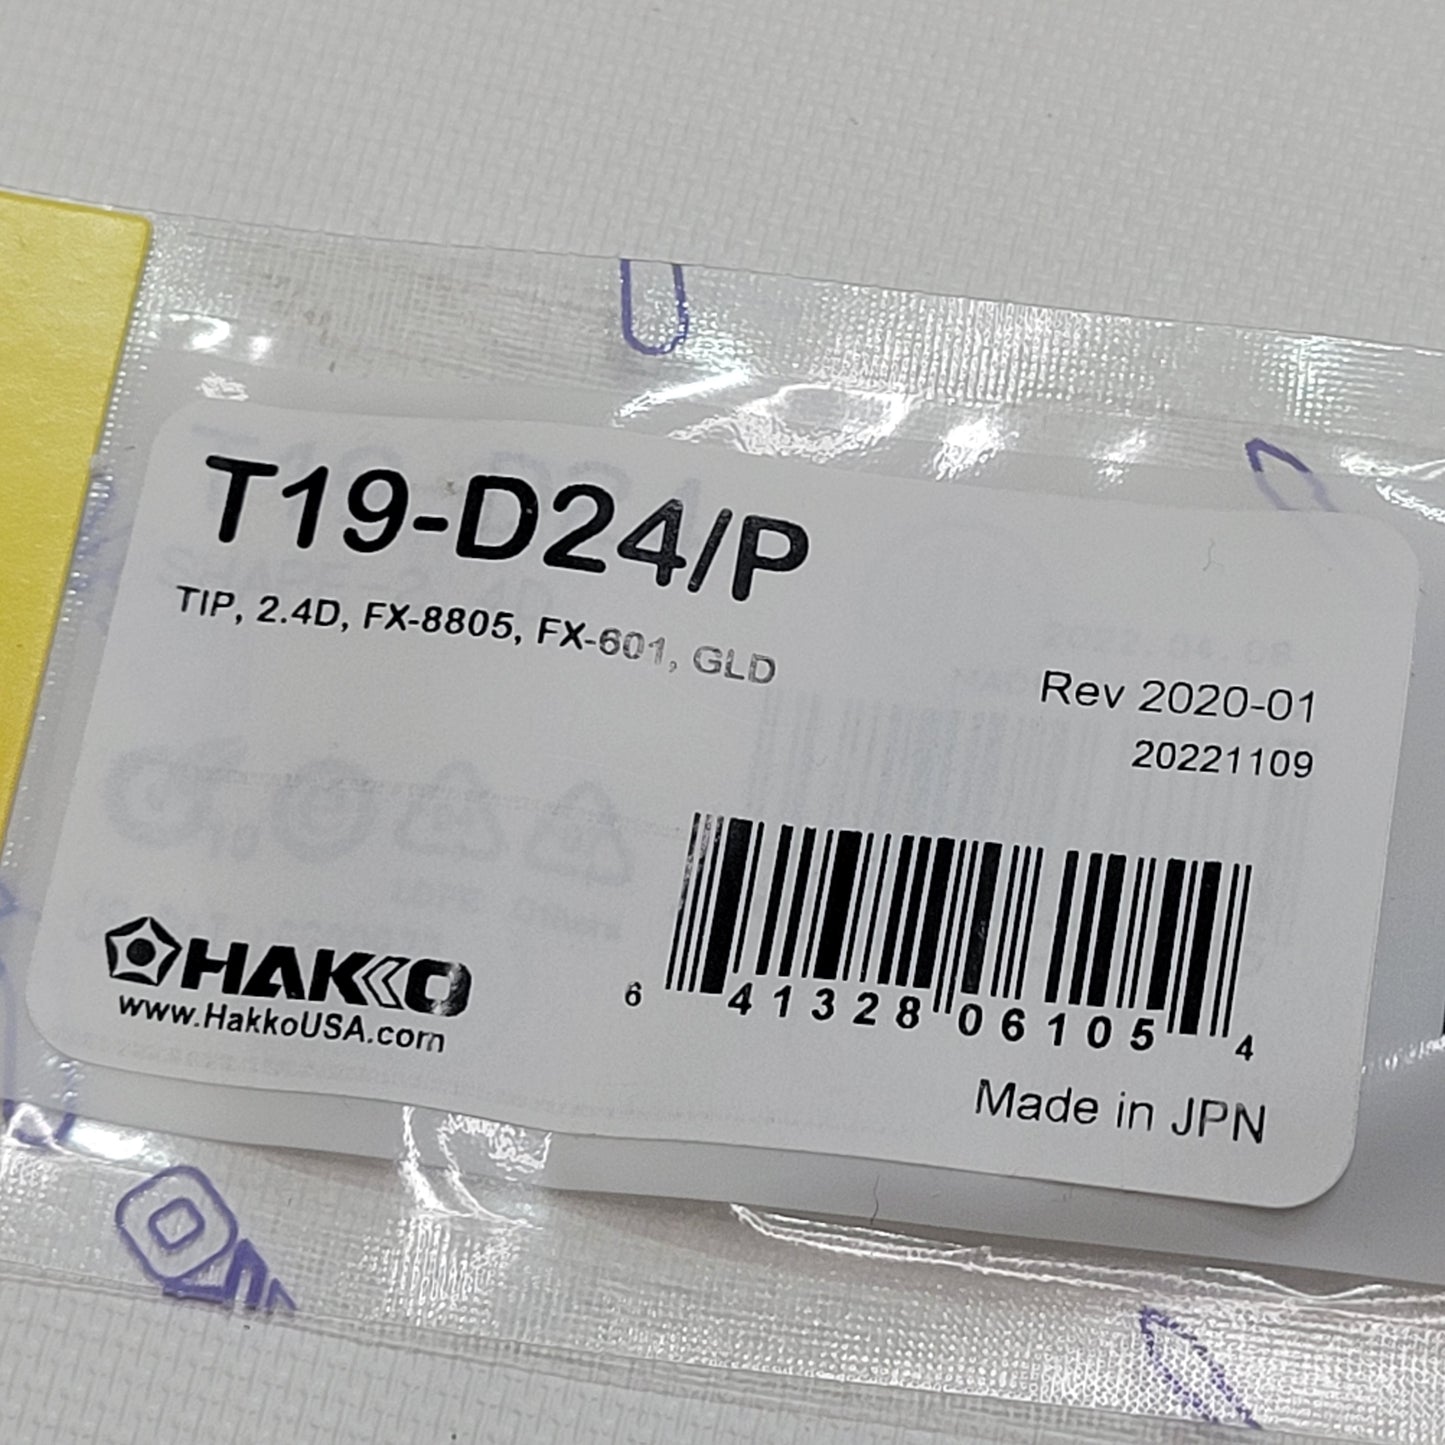 T19-D24/P
TIP, 2.4D, FX-8805, FX-601, GLD
Rev 2020-01
20221109
6 41328 06105 4
HAKKO
www.HakkoUSA.com
Made in JPN